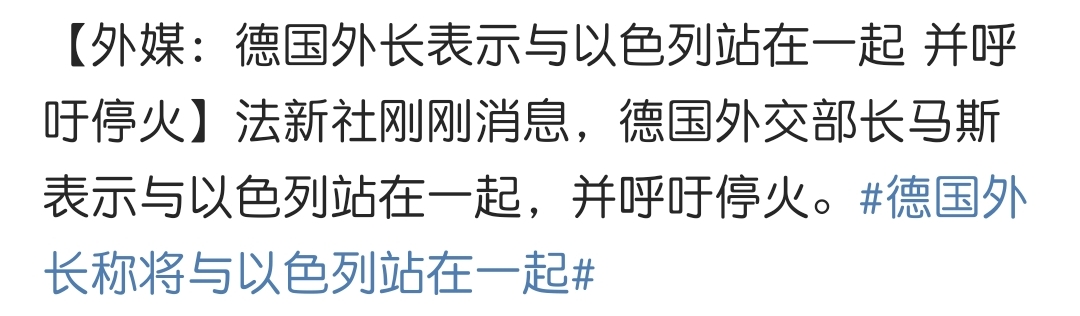 【外媒：德国外长表示与以色列站在一起 并呼
吁停火】法新社刚刚消息，德国外交部长马斯
表示与以色列站在一起，并呼吁停火。#德国外
长称将与以色列站在一起#